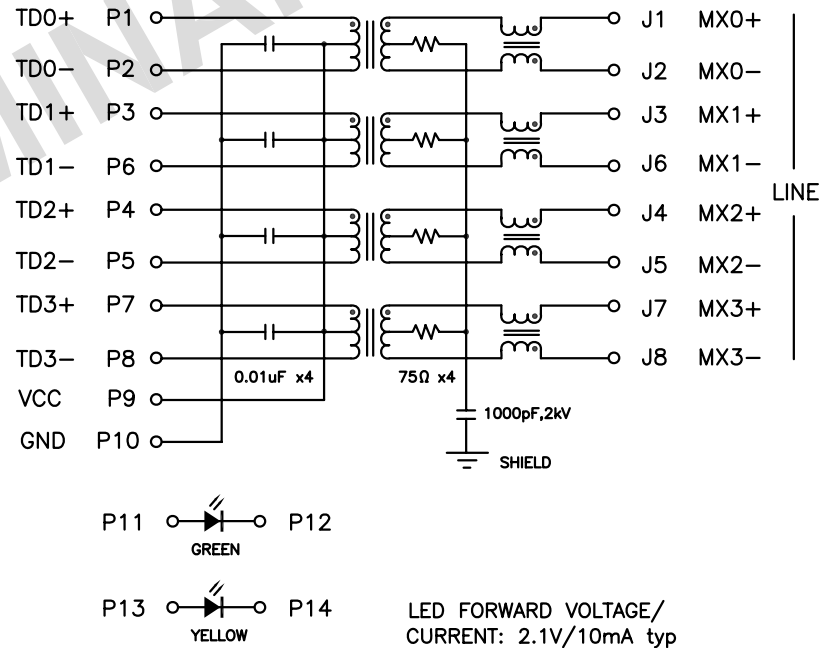 TD0+ P1 J1 MX0+
TD0- P2 J2 MX0-
TD1+ P3 J3 MX1+
TD1- P6 J6 MX1-
LINE
TD2+ P4 J4 MX2+
TD2- P5 J5 MX2-
TD3+ P7 J7 MX3+
TD3- P8 J8 MX3-
0.01uF x4 75Ω x4
VCC P9
1000pF,2kV
GND P10
SHIELD
P11 P12
GREEN
P13 P14
YELLOW
LED FORWARD VOLTAGE/
CURRENT: 2.1V/10mA typ